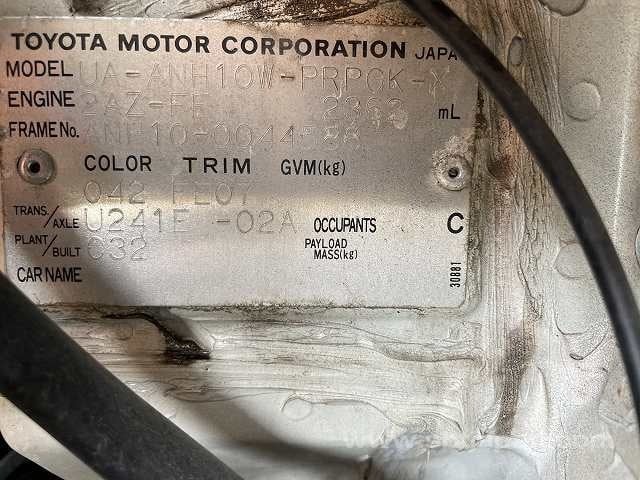 TOYOTA MOTOR CORPORATION JAPA
MODEL UA-ANH10W-PRPGK-X
ENGINE 2AZ-FE 2362 mL
FRAME No. ANH10-
COLOR TRIM GVM(kg)
042 FE07
TRANS/AXLE U241E -02A OCCUPANTS C
PLANT/BUILT C32 PAYLOAD MASS(kg)
CAR NAME
30881